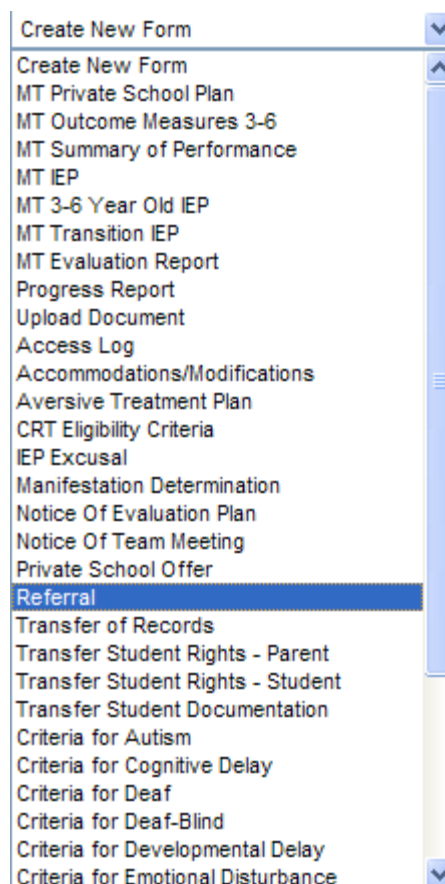 Create New Form
Create New Form
MT Private School Plan
MT Outcome Measures 3-6
MT Summary of Performance
MT IEP
MT 3-6 Year Old IEP
MT Transition IEP
MT Evaluation Report
Progress Report
Upload Document
Access Log
Accommodations/Modifications
Aversive Treatment Plan
CRT Eligibility Criteria
IEP Excusal
Manifestation Determination
Notice Of Evaluation Plan
Notice Of Team Meeting
Private School Offer
Referral
Transfer of Records
Transfer Student Rights - Parent
Transfer Student Rights - Student
Transfer Student Documentation
Criteria for Autism
Criteria for Cognitive Delay
Criteria for Deaf
Criteria for Deaf-Blind
Criteria for Developmental Delay
Criteria for Emotional Disturbance